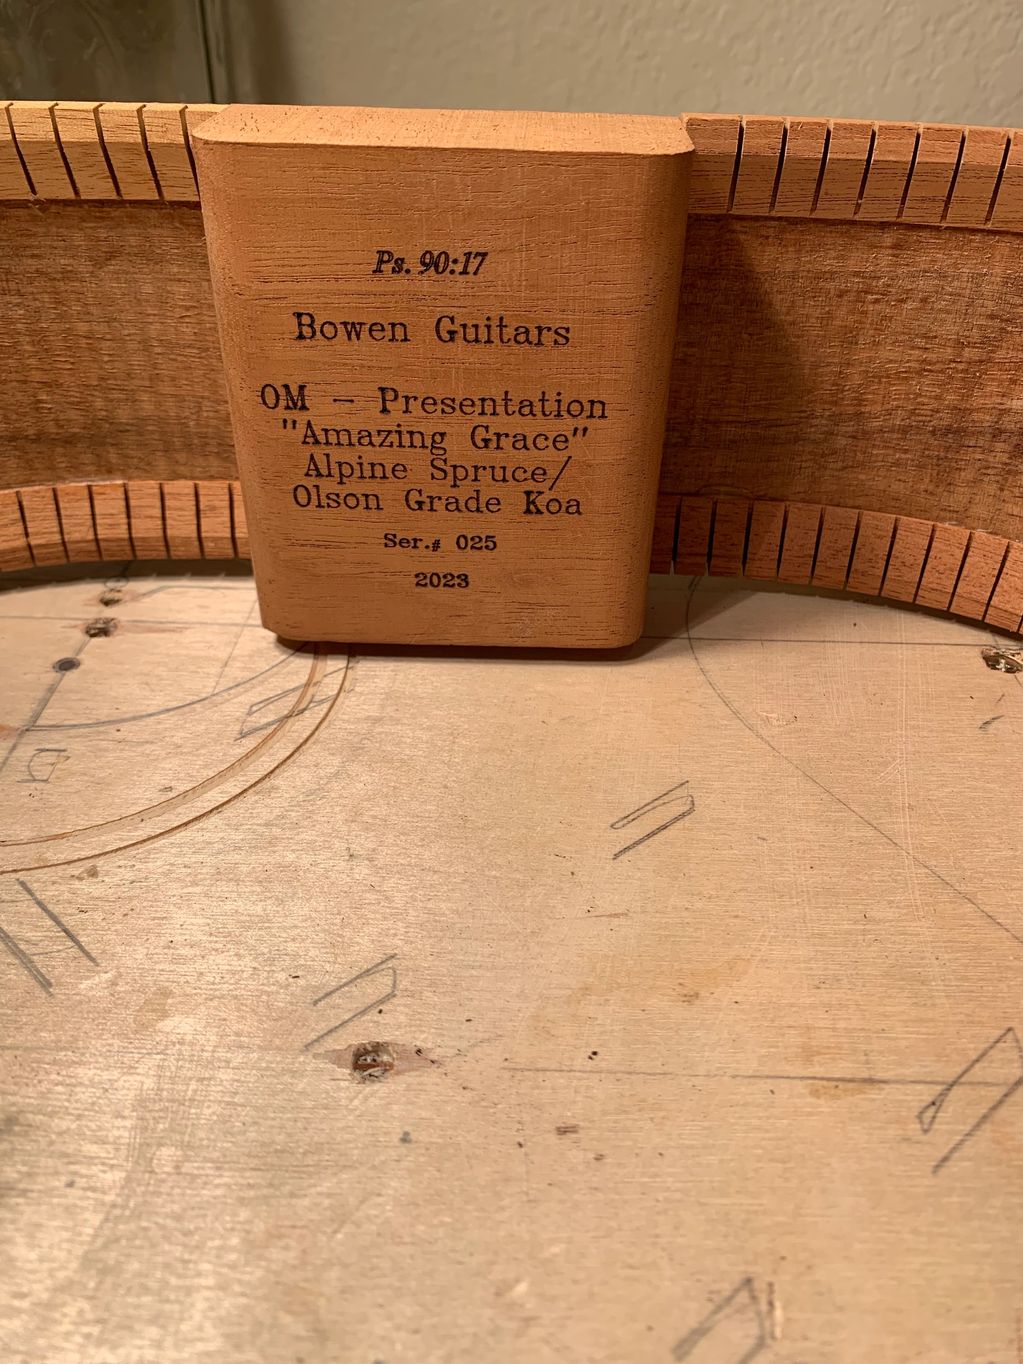 Ps. 90:17
Bowen Guitars
OM - Presentation
"Amazing Grace"
Alpine Spruce/
Olson Grade Koa
Ser.# 025
2023